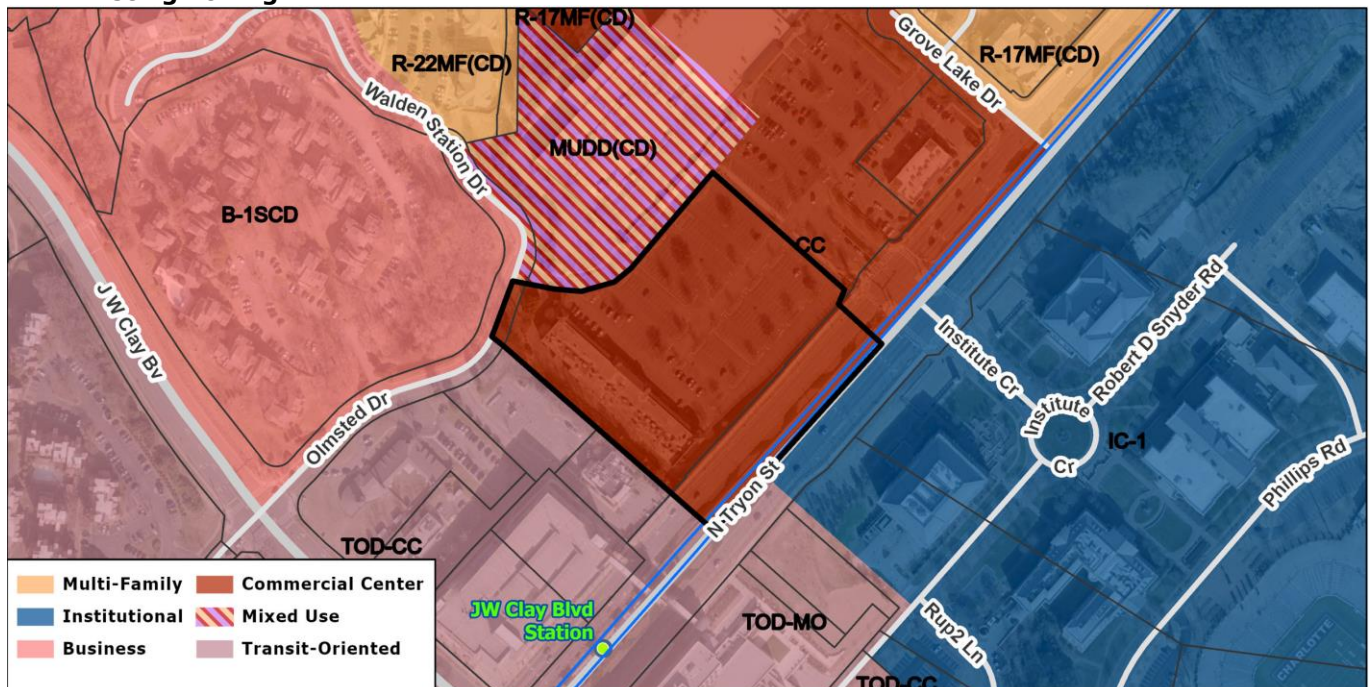 R-17MF(CD)
Grove Lake Dr
R-22MF(CD)
R-17MF(CD)
Walden Station Dr
MUDD(CD)
B-1SCD
CC
J W Clay Bv
Robert D Snyder Rd
Institute Cr
Institute
Cr
IC-1
Olmsted Dr
Phillips Rd
N Tryon St
TOD-CC
Multi-Family
Commercial Center
Institutional
Mixed Use
Business
Transit-Oriented
JW Clay Blvd
Station
TOD-MO
Rup2 Ln
CHARLOTTE
TOD-CC